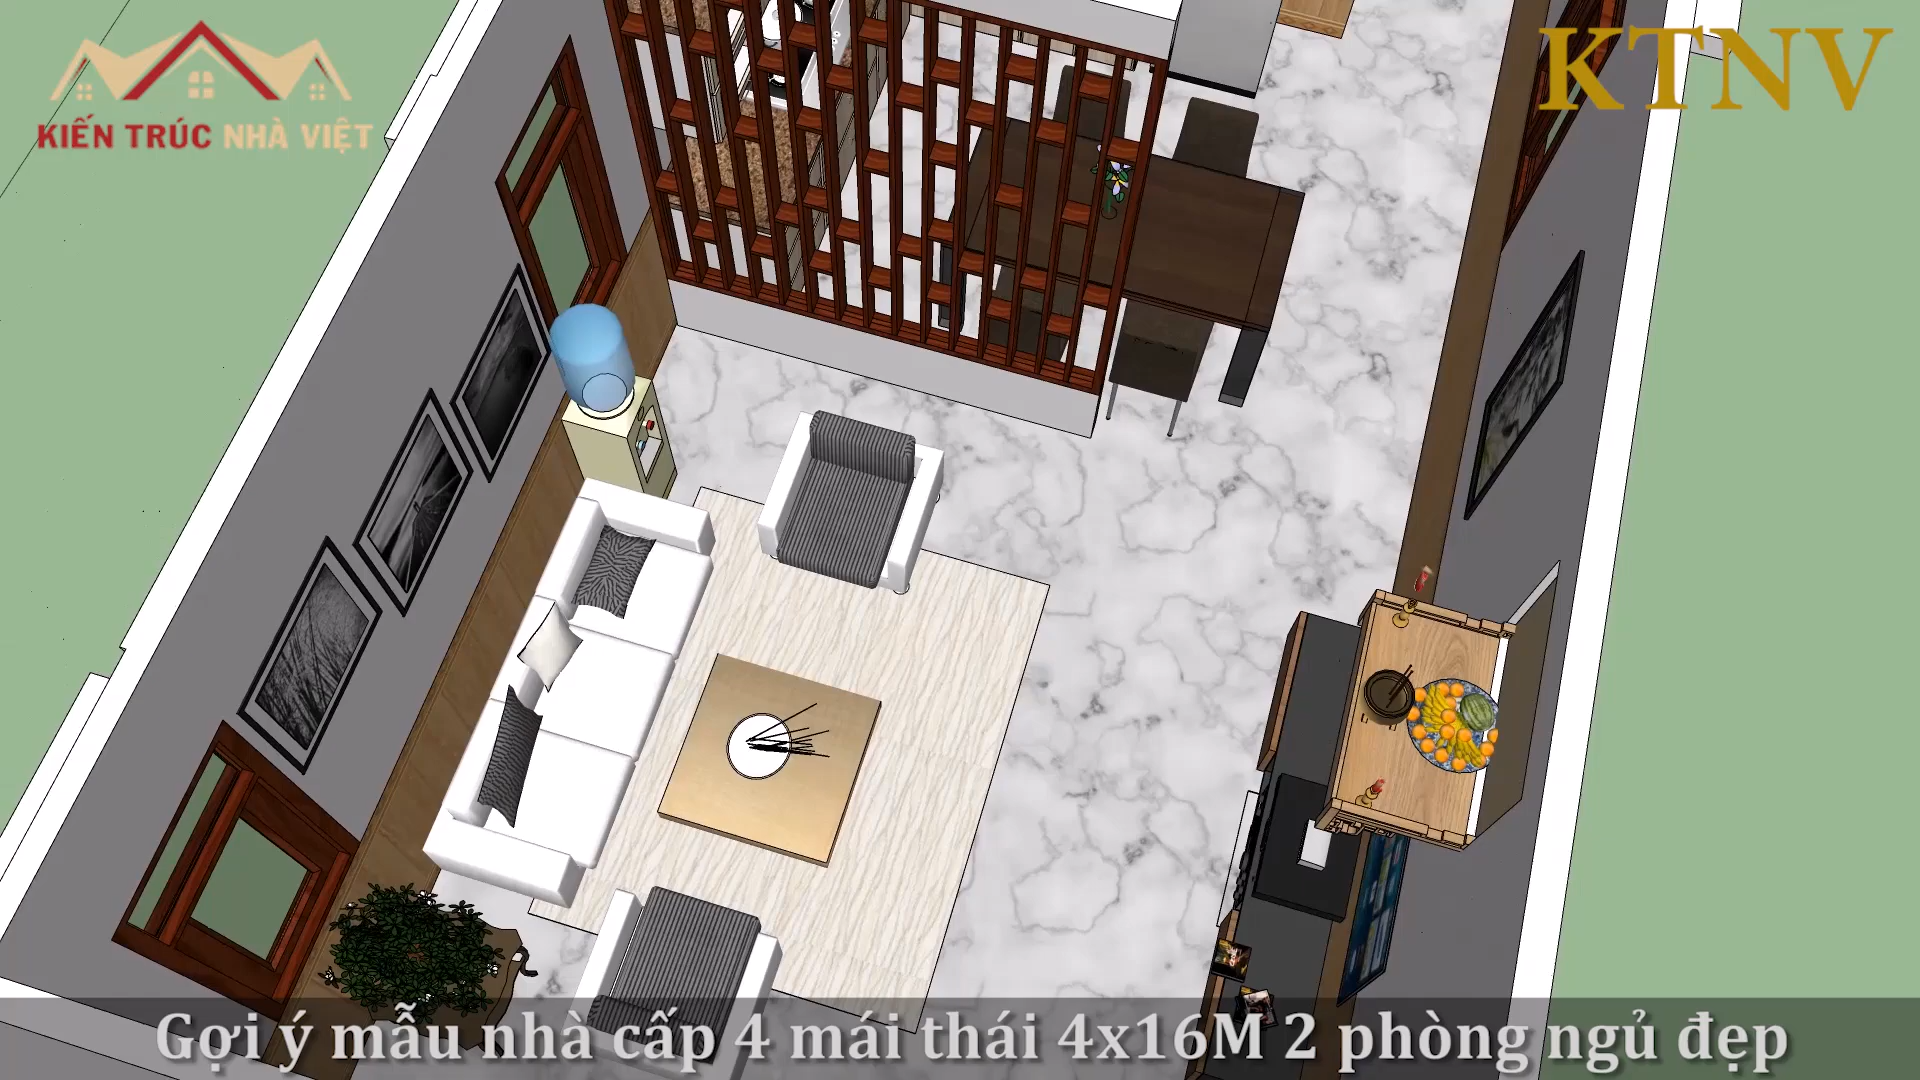 KIẾN TRÚC NHÀ VIỆT
KTNV
Gợi ý mẫu nhà cấp 4 mái thái 4x16M 2 phòng ngủ đẹp